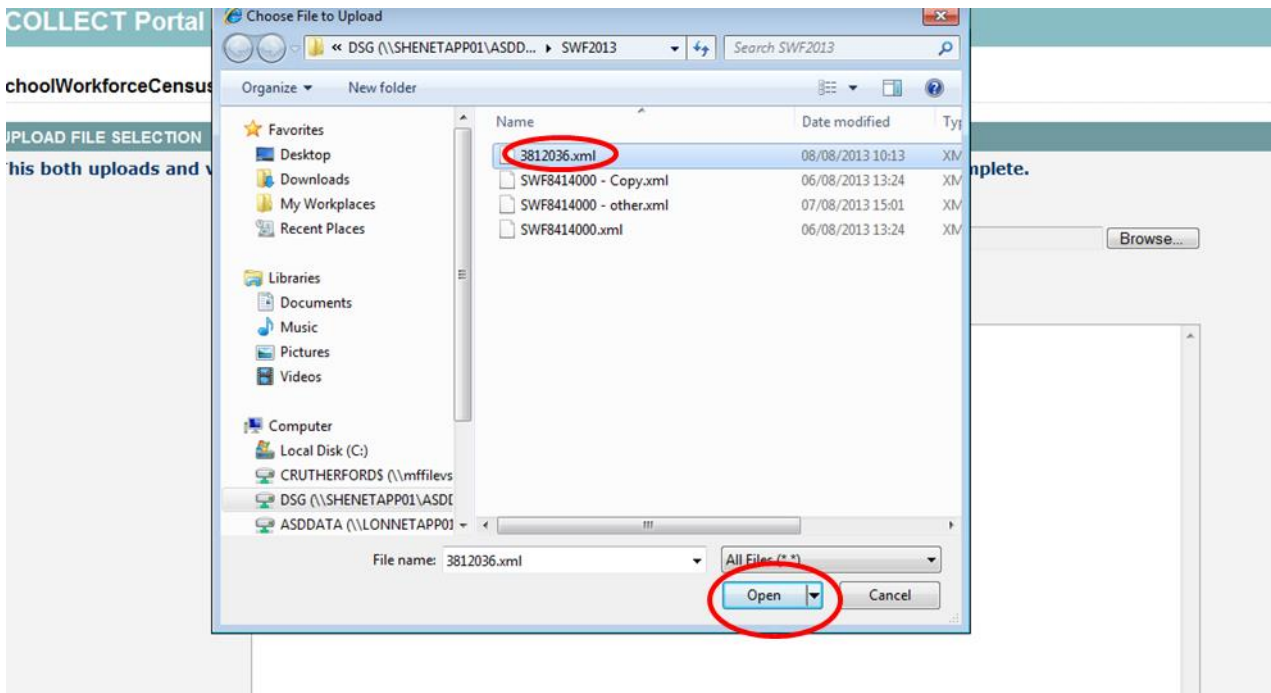 COLLECT Portal
Choose File to Upload
« DSG (\\SHENETAPP01\ASDD... ▸ SWF2013
Search SWF2013
choolWorkforceCensus
Organize
New folder
UPLOAD FILE SELECTION
This both uploads and v
mplete.
Name
Date modified
Typ
Favorites
Desktop
Downloads
My Workplaces
Recent Places
Libraries
Documents
Music
Pictures
Videos
Computer
Local Disk (C:)
CRUTHERFORD$ (\\mffilevs
DSG (\\SHENETAPP01\ASDD
ASDDATA (\\LONNETAPP01
3812036.xml 08/08/2013 10:13 XM
SWF8414000 - Copy.xml 06/08/2013 13:24 XM
SWF8414000 - other.xml 07/08/2013 15:01 XM
SWF8414000.xml 06/08/2013 13:24 XM
Browse...
File name: 3812036.xml
All Files (*.*)
Open
Cancel